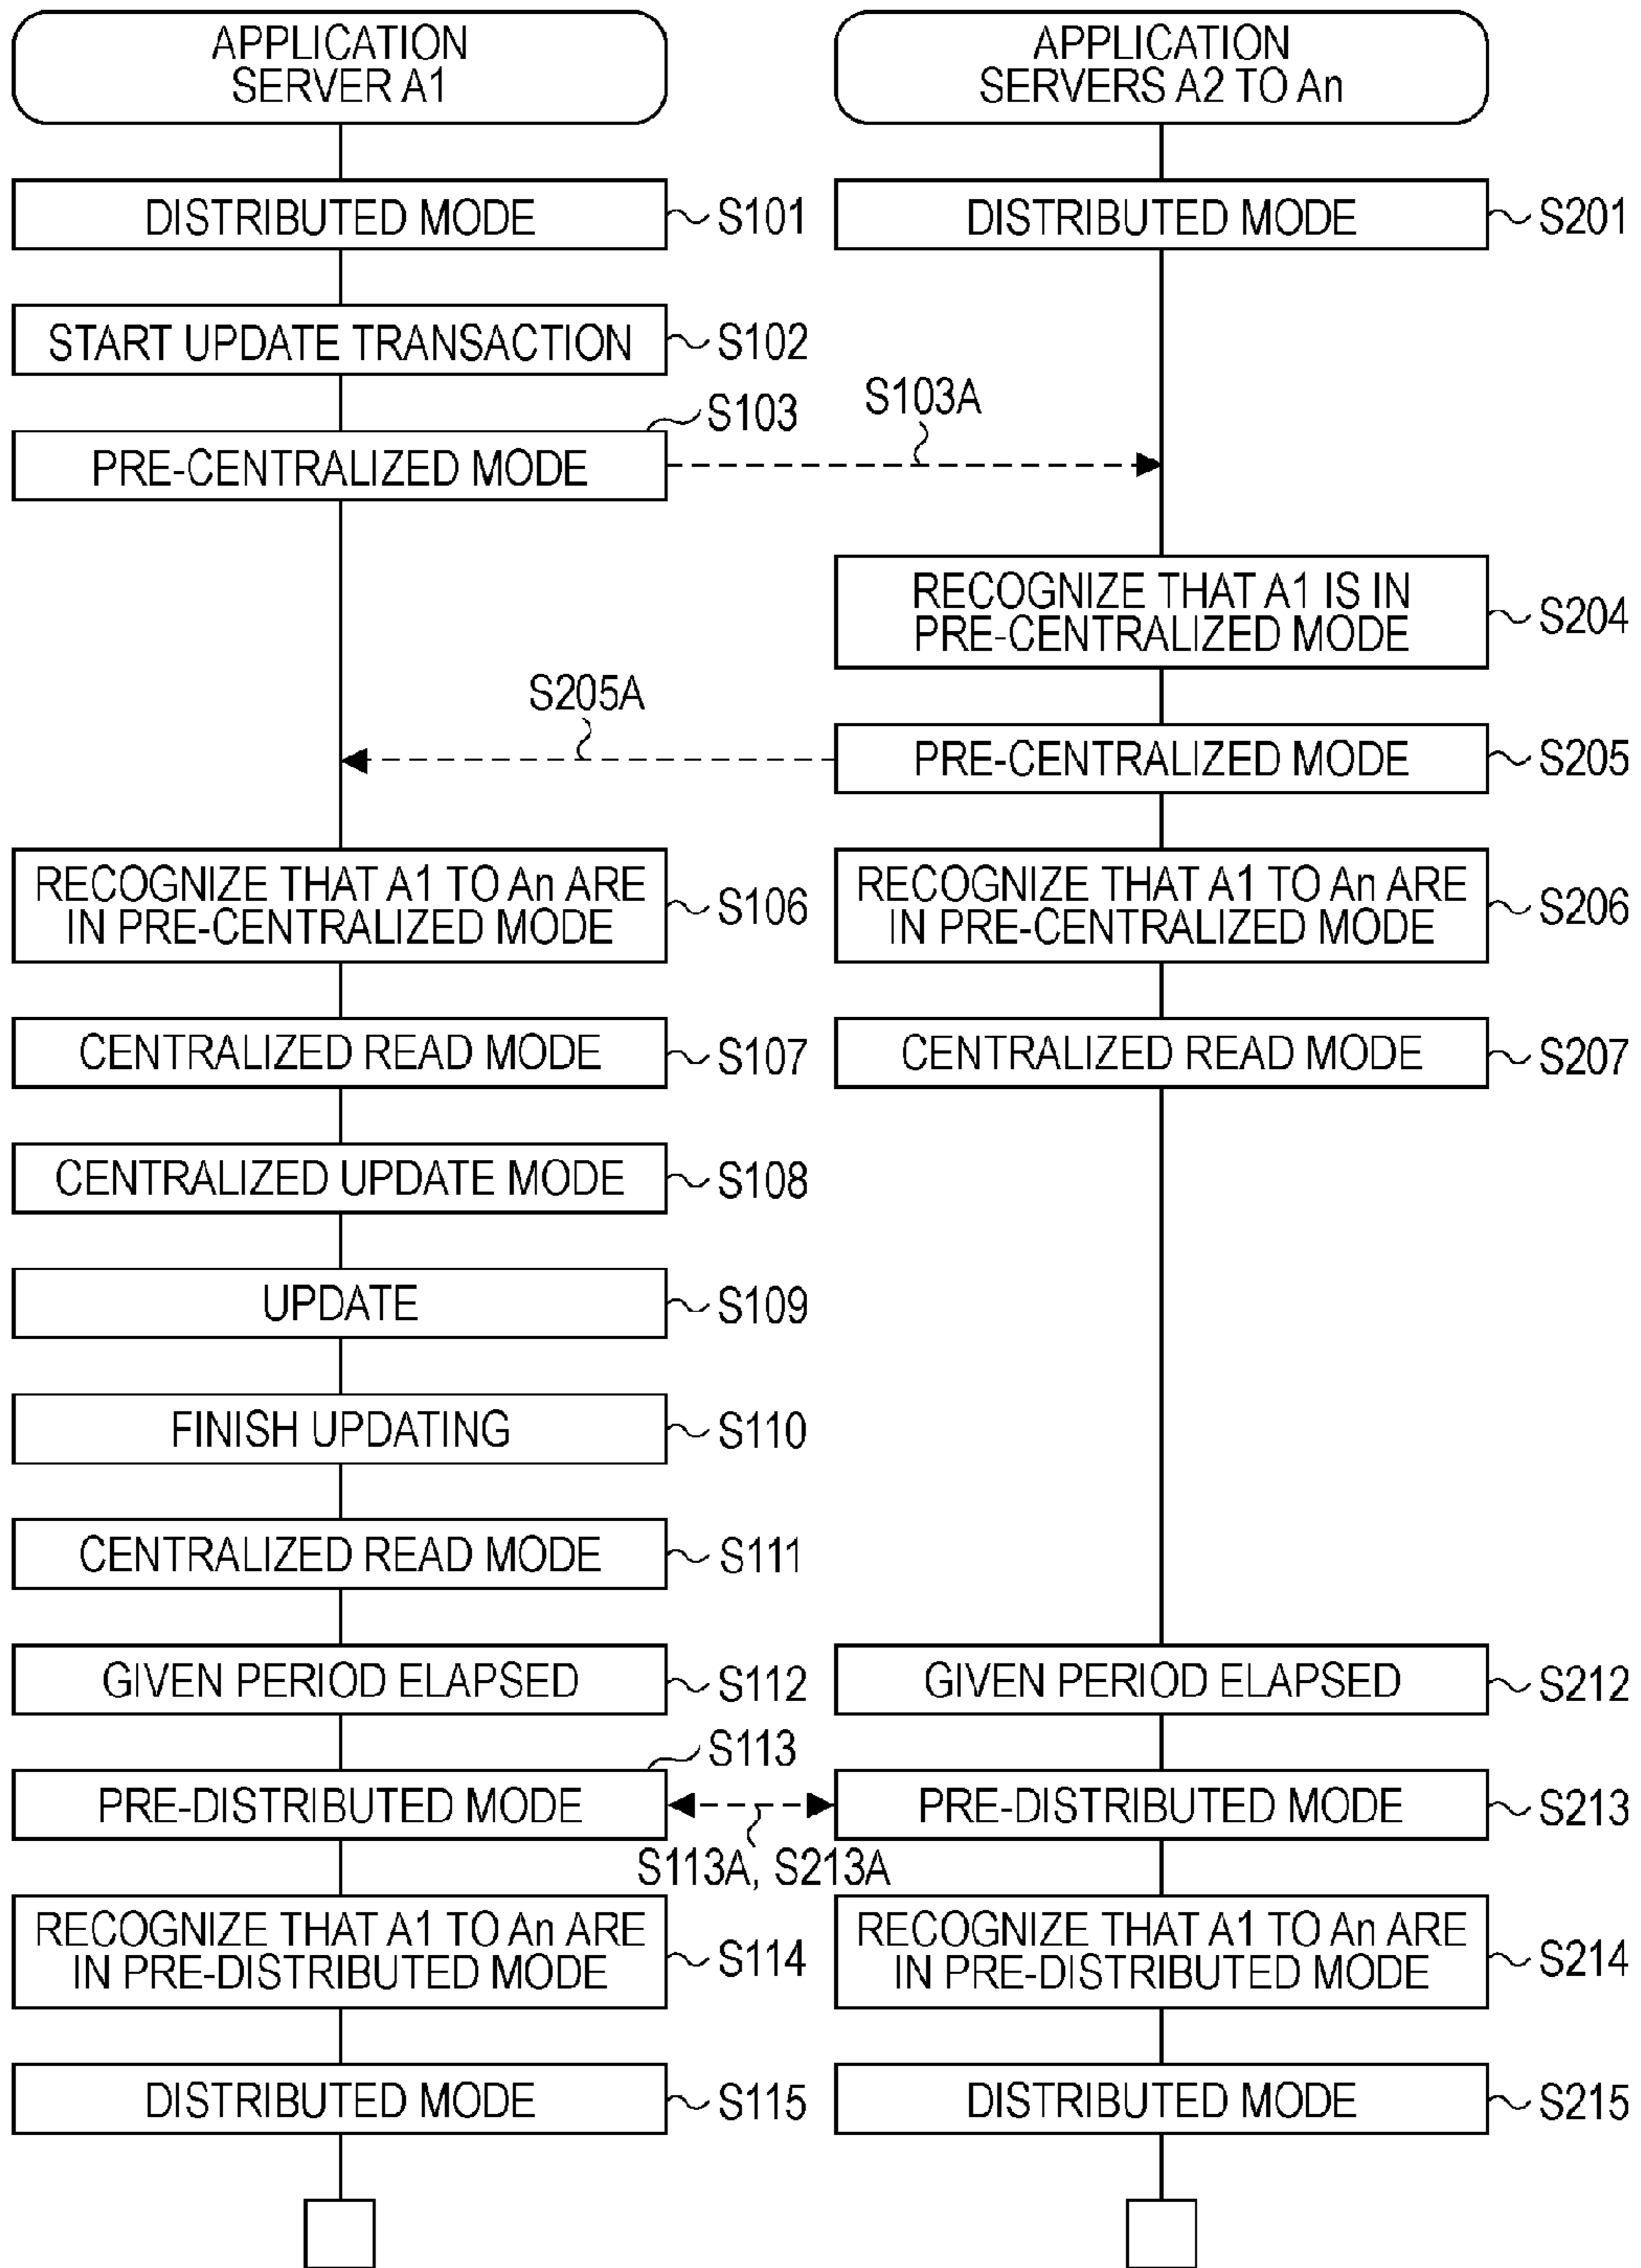 APPLICATION
SERVER A1
APPLICATION
SERVERS A2 TO An
DISTRIBUTED MODE
S101
DISTRIBUTED MODE
S201
START UPDATE TRANSACTION
S102
S103
S103A
PRE-CENTRALIZED MODE
RECOGNIZE THAT A1 IS IN
PRE-CENTRALIZED MODE
S204
S205A
PRE-CENTRALIZED MODE
S205
RECOGNIZE THAT A1 TO An ARE
IN PRE-CENTRALIZED MODE
S106
RECOGNIZE THAT A1 TO An ARE
IN PRE-CENTRALIZED MODE
S206
CENTRALIZED READ MODE
S107
CENTRALIZED READ MODE
S207
CENTRALIZED UPDATE MODE
S108
UPDATE
S109
FINISH UPDATING
S110
CENTRALIZED READ MODE
S111
GIVEN PERIOD ELAPSED
S112
GIVEN PERIOD ELAPSED
S212
S113
PRE-DISTRIBUTED MODE
PRE-DISTRIBUTED MODE
S213
S113A, S213A
RECOGNIZE THAT A1 TO An ARE
IN PRE-DISTRIBUTED MODE
S114
RECOGNIZE THAT A1 TO An ARE
IN PRE-DISTRIBUTED MODE
S214
DISTRIBUTED MODE
S115
DISTRIBUTED MODE
S215